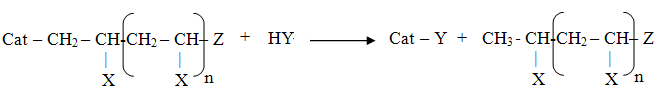 Cat – CH₂ – CH-(CH₂ – CH)– Z + HY. ⟶ Cat – Y + CH₃ - CH-(CH₂ – CH)– Z
X X n X X n